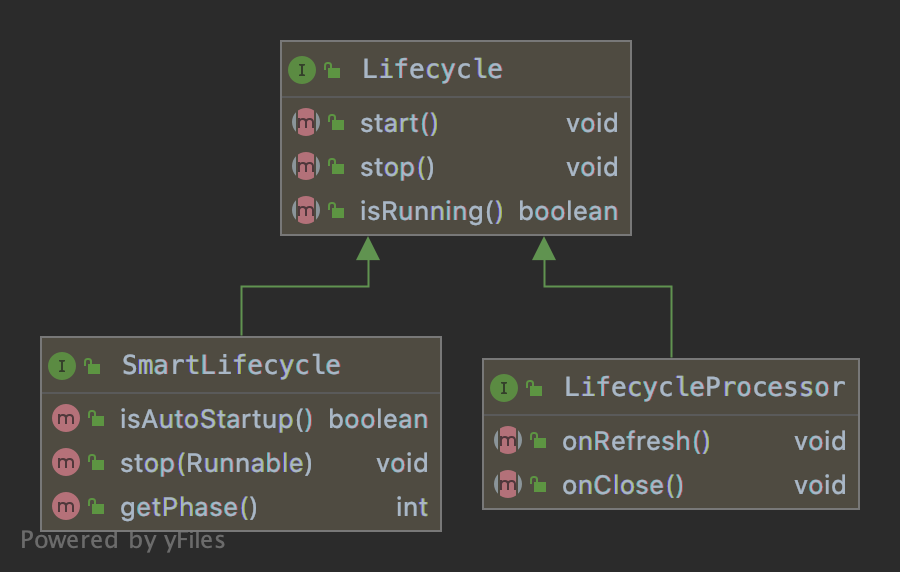 I Lifecycle
m start() void
m stop() void
m isRunning() boolean
I SmartLifecycle
m isAutoStartup() boolean
m stop(Runnable) void
m getPhase() int
I LifecycleProcessor
m onRefresh() void
m onClose() void
Powered by yFiles